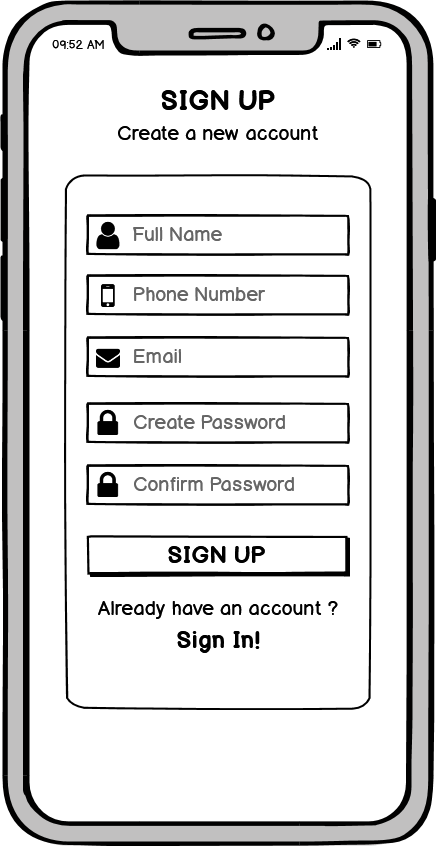 09:52 AM
SIGN UP
Create a new account
Full Name
Phone Number
Email
Create Password
Confirm Password
SIGN UP
Already have an account ?
Sign In!